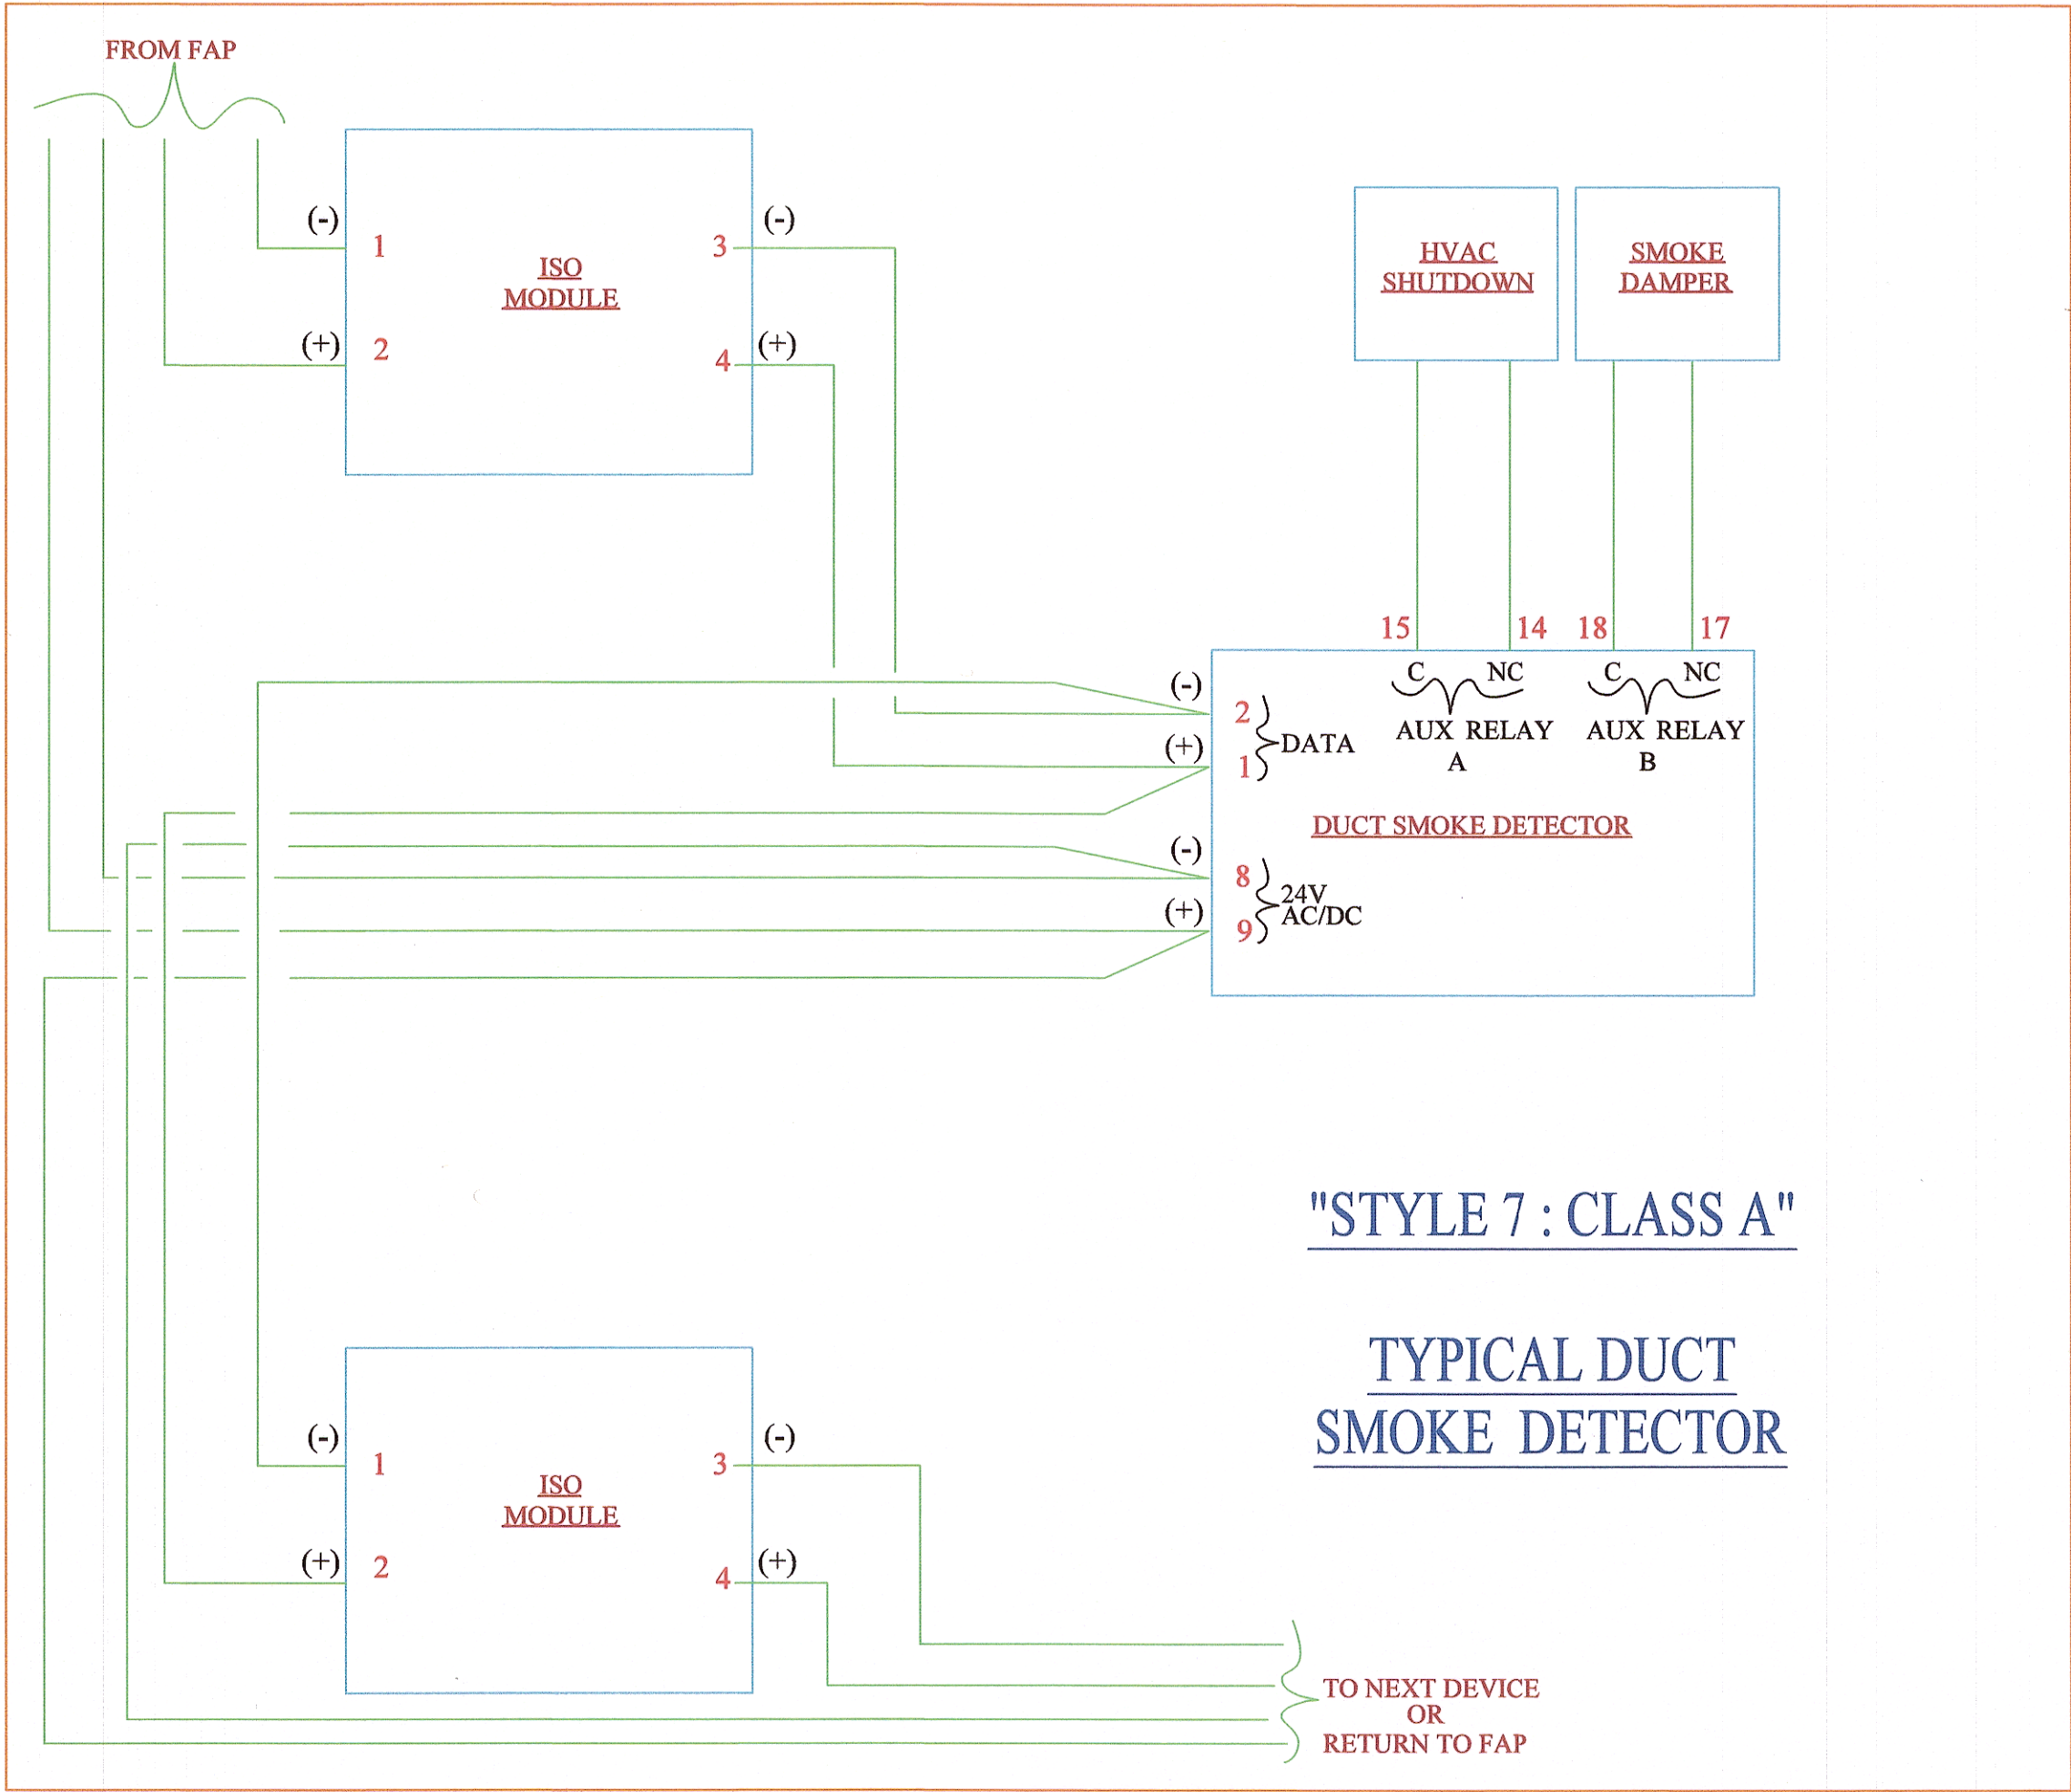 FROM FAP
(-)
1
ISO
MODULE
3
(-)
(+)
2
4
(+)
HVAC
SHUTDOWN
SMOKE
DAMPER
15
14
18
17
C
NC
C
NC
AUX RELAY
A
AUX RELAY
B
(-)
2
DATA
(+)
1
DUCT SMOKE DETECTOR
(-)
8
24V
AC/DC
(+)
9
"STYLE 7 : CLASS A"
TYPICAL DUCT
SMOKE DETECTOR
(-)
1
ISO
MODULE
3
(-)
(+)
2
4
(+)
TO NEXT DEVICE
OR
RETURN TO FAP